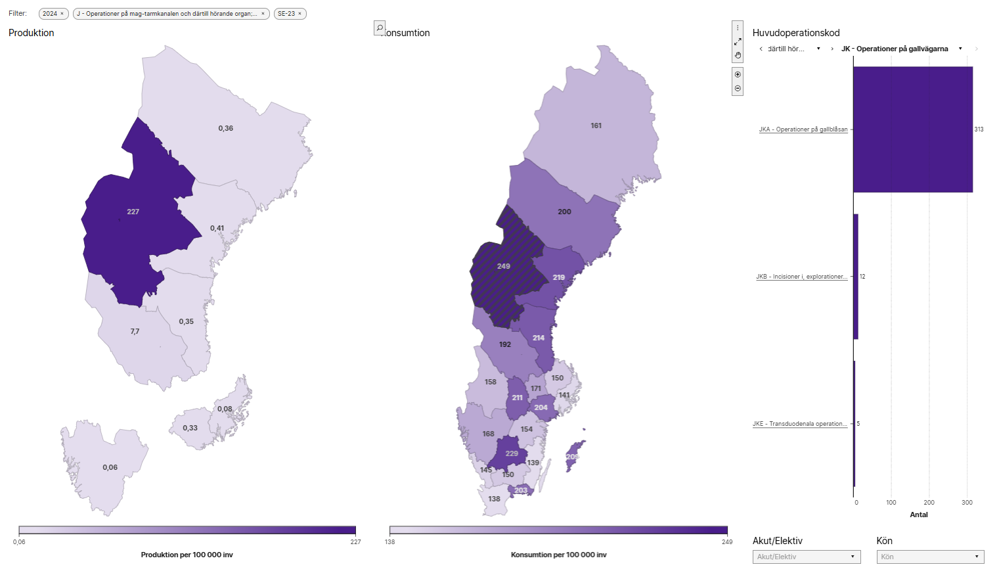 Filter:
2024 ×
J - Operationer på mag-tarmkanalen och därtill hörande organ;... ×
SE-23 ×
Produktion
0,36
227
0,41
0,35
7,7
0,08
0,33
0,06
0,06
227
Produktion per 100 000 inv
Konsumtion
161
200
249
219
214
192
158
150
171
141
211
204
154
168
229
209
139
145
150
203
138
138
249
Konsumtion per 100 000 inv
Huvudoperationskod
därtill hör...
JK - Operationer på gallvägarna
JKA - Operationer på gallblåsan
313
JKB - Incisioner i, explorationer...
12
JKE - Transduodenala operation...
5
0 100 200 300
Antal
Akut/Elektiv
Kön
Akut/Elektiv
Kön